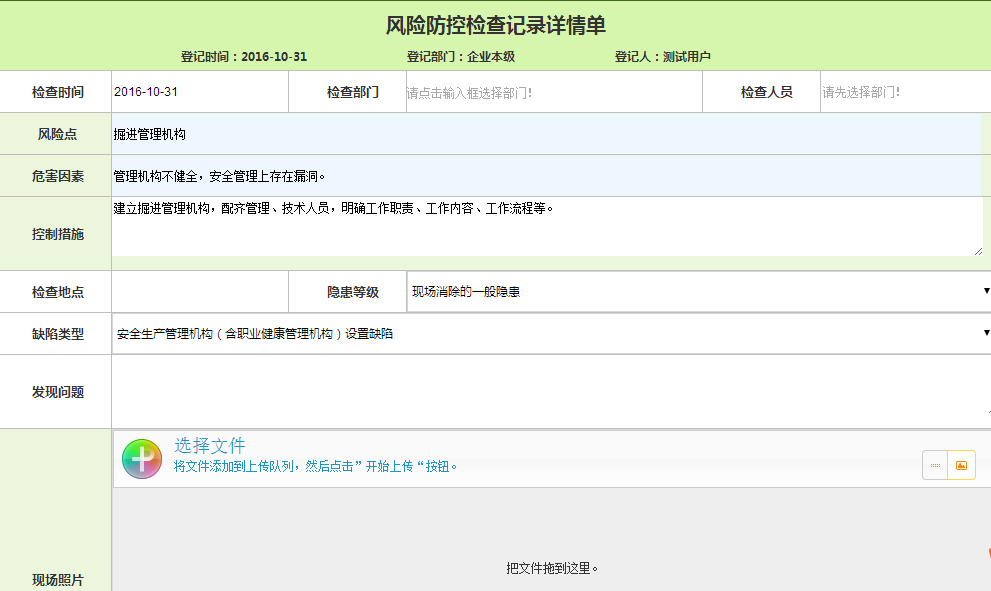 风险防控检查记录详情单
登记时间：2016-10-31 登记部门：企业本级 登记人：测试用户
检查时间 2016-10-31 检查部门 请点击输入框选择部门！ 检查人员 请先选择部门！
风险点 掘进管理机构
危害因素 管理机构不健全，安全管理上存在漏洞。
控制措施 建立掘进管理机构，配齐管理、技术人员，明确工作职责、工作内容、工作流程等。
检查地点 隐患等级 现场消除的一般隐患
缺陷类型 安全生产管理机构（含职业健康管理机构）设置缺陷
发现问题
选择文件
将文件添加到上传队列，然后点击”开始上传“按钮。
把文件拖到这里。
现场照片